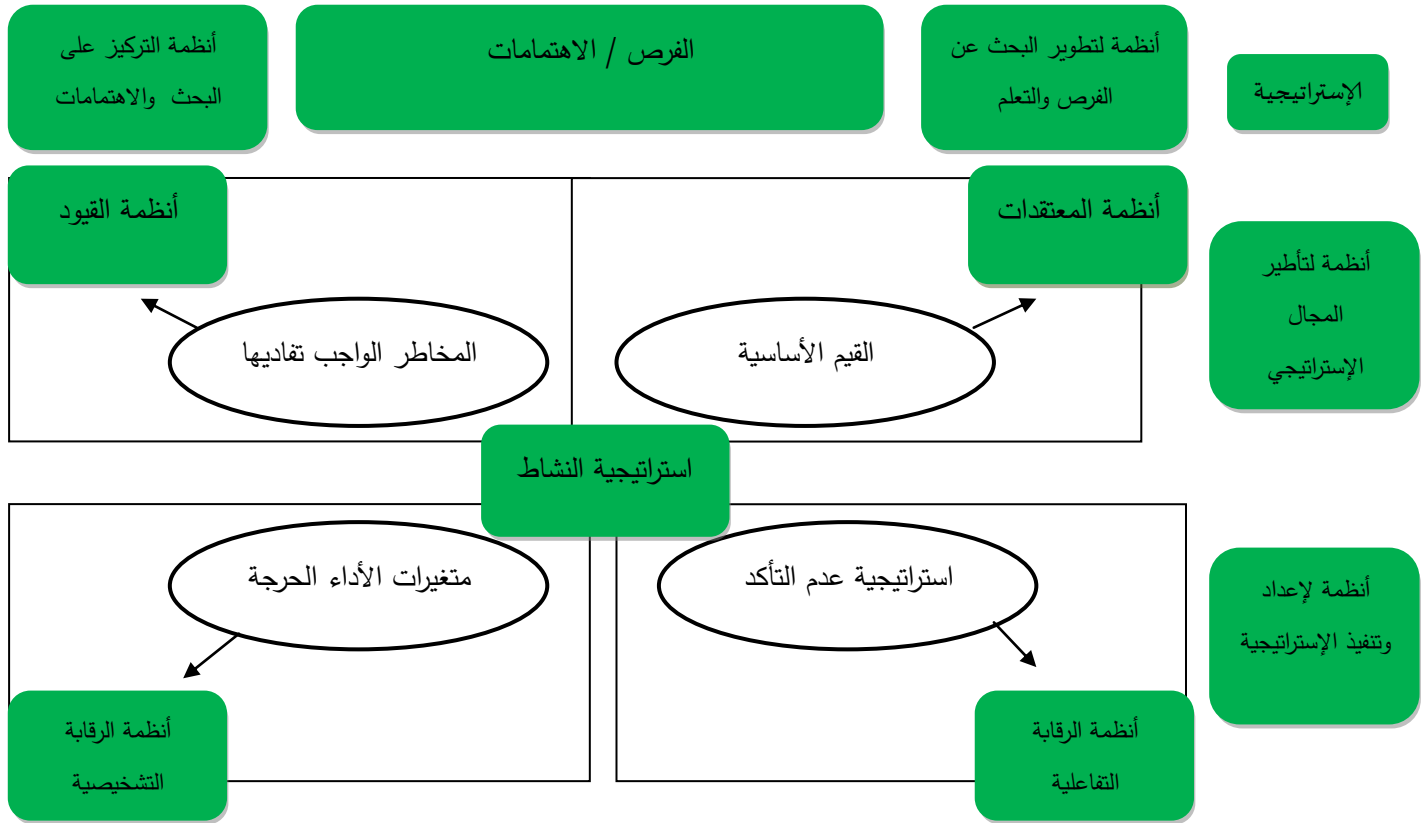 الإستراتيجية
أنظمة لتطوير البحث عن
الفرص والتعلم
الفرص / الاهتمامات
أنظمة التركيز على
البحث والاهتمامات
أنظمة لتأطير
المجال
الإستراتيجي
أنظمة المعتقدات
أنظمة القيود
القيم الأساسية
المخاطر الواجب تفاديها
استراتيجية النشاط
أنظمة لإعداد
وتنفيذ الإستراتيجية
استراتيجية عدم التأكد
متغيرات الأداء الحرجة
أنظمة الرقابة
التفاعلية
أنظمة الرقابة
التشخيصية